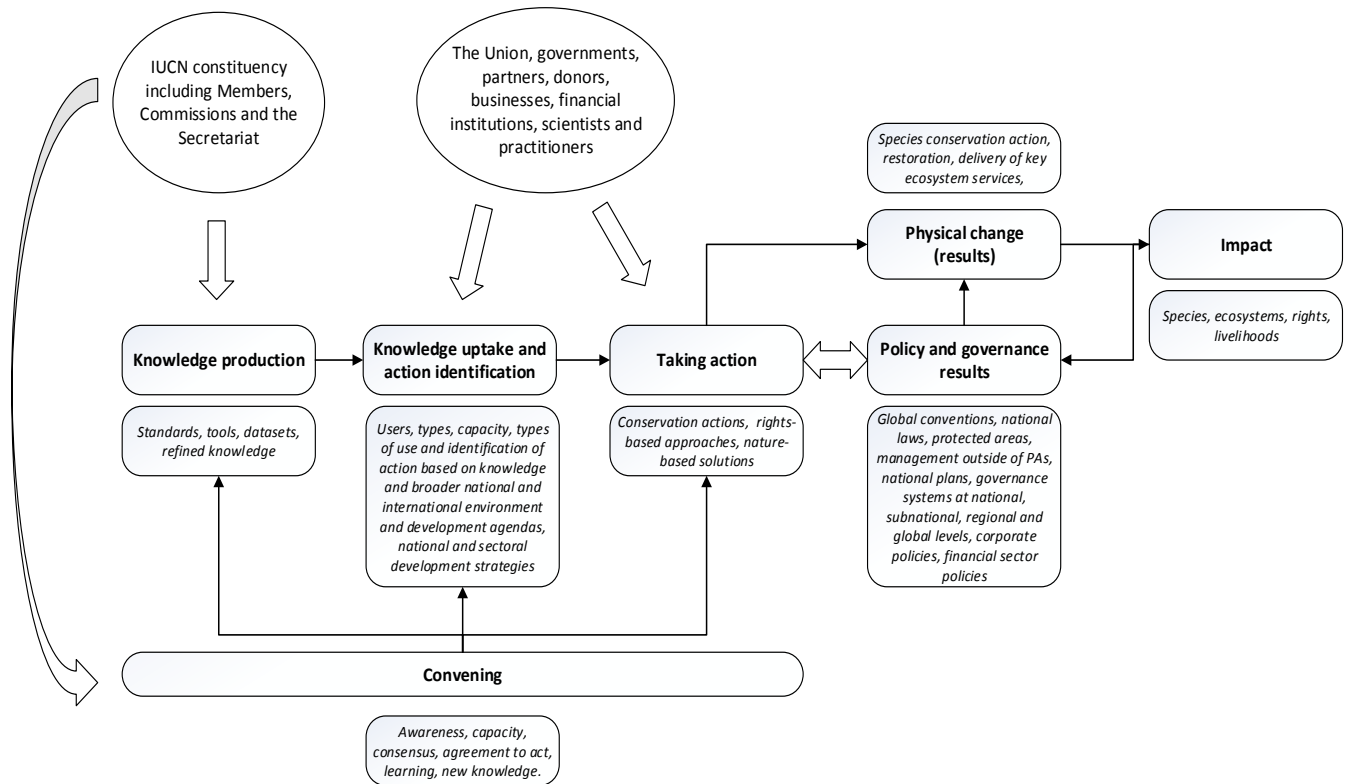 IUCN constituency
including Members,
Commissions and the
Secretariat
The Union, governments,
partners, donors,
businesses, financial
institutions, scientists and
practitioners
Species conservation action,
restoration, delivery of key
ecosystem services,
Physical change
(results)
Impact
Species, ecosystems, rights,
livelihoods
Knowledge production
Knowledge uptake and
action identification
Taking action
Policy and governance
results
Standards, tools, datasets,
refined knowledge
Users, types, capacity, types
of use and identification of
action based on knowledge
and broader national and
international environment
and development agendas,
national and sectoral
development strategies
Conservation actions, rights-
based approaches, nature-
based solutions
Global conventions, national
laws, protected areas,
management outside of PAs,
national plans, governance
systems at national,
subnational, regional and
global levels, corporate
policies, financial sector
policies
Convening
Awareness, capacity,
consensus, agreement to act,
learning, new knowledge.